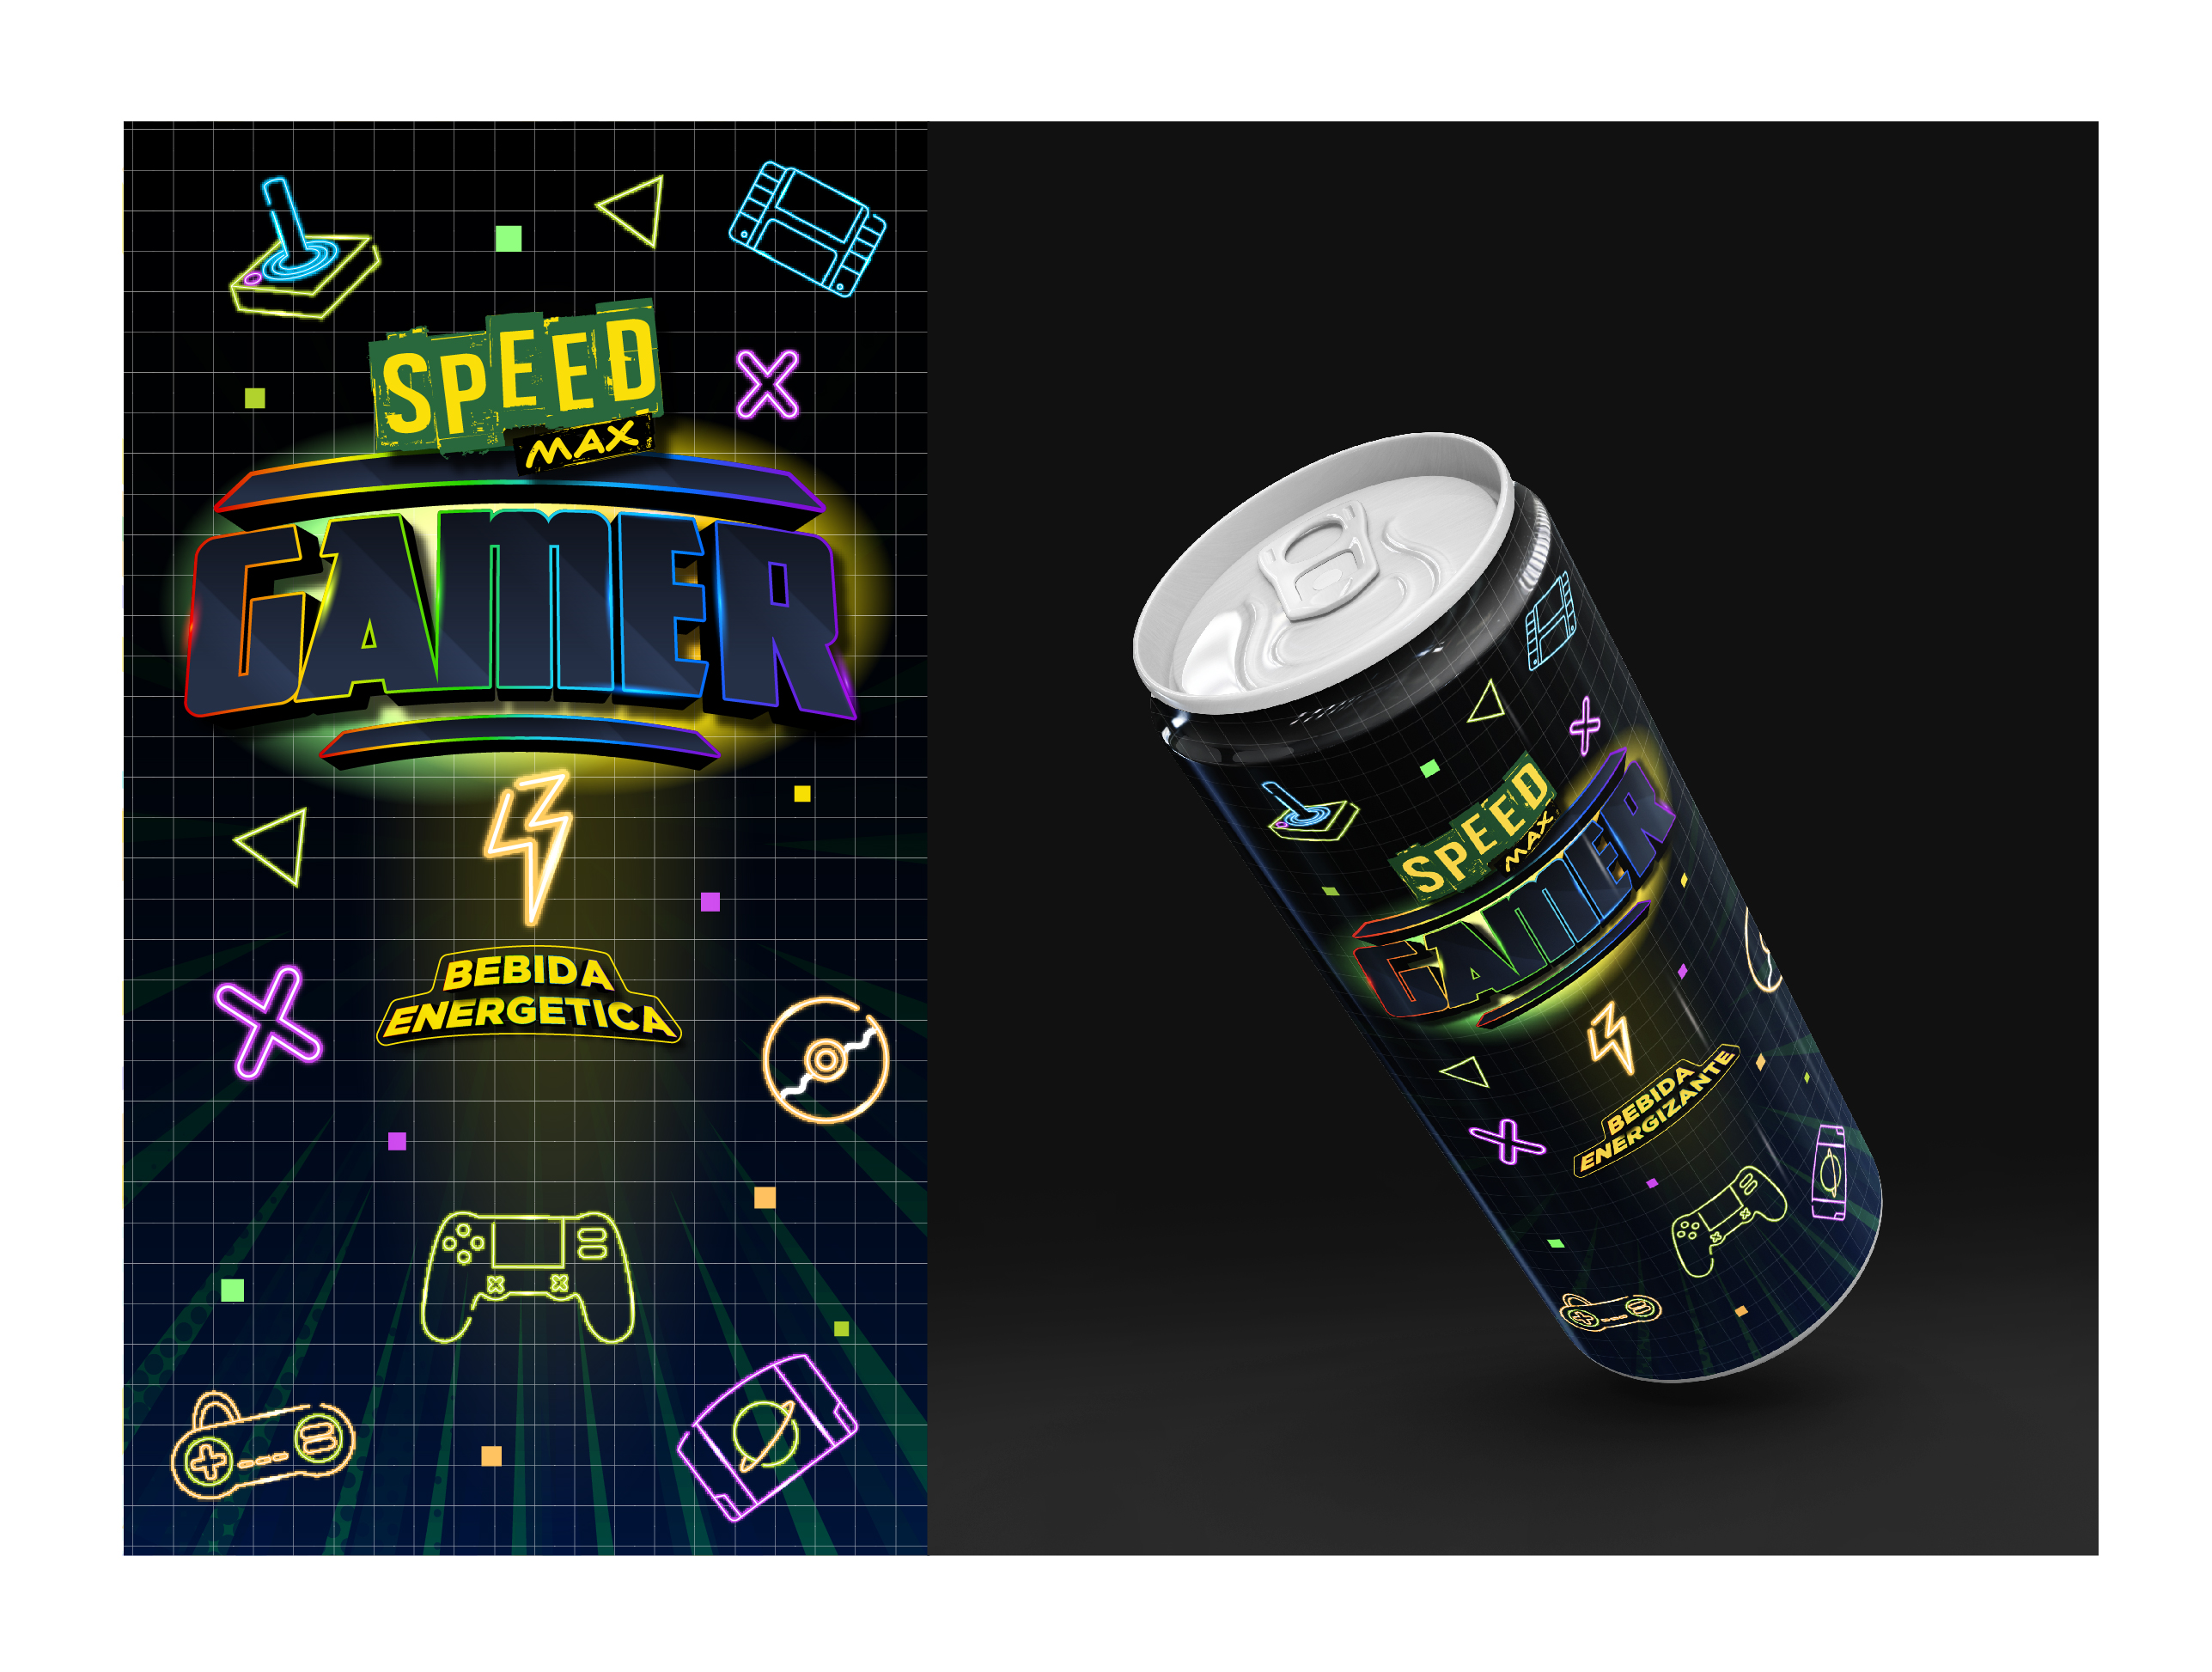 SPEED
MAX
GAMER
BEBIDA
ENERGETICA
SPEED
MAX
GAMER
BEBIDA
ENERGIZANTE